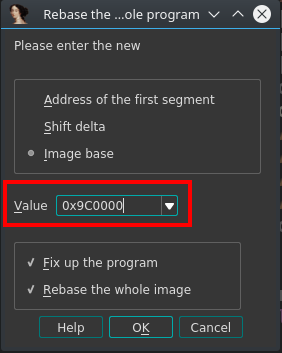 Rebase the ...ole program
Please enter the new
Address of the first segment
Shift delta
Image base
Value 0x9C0000
Fix up the program
Rebase the whole image
Help OK Cancel